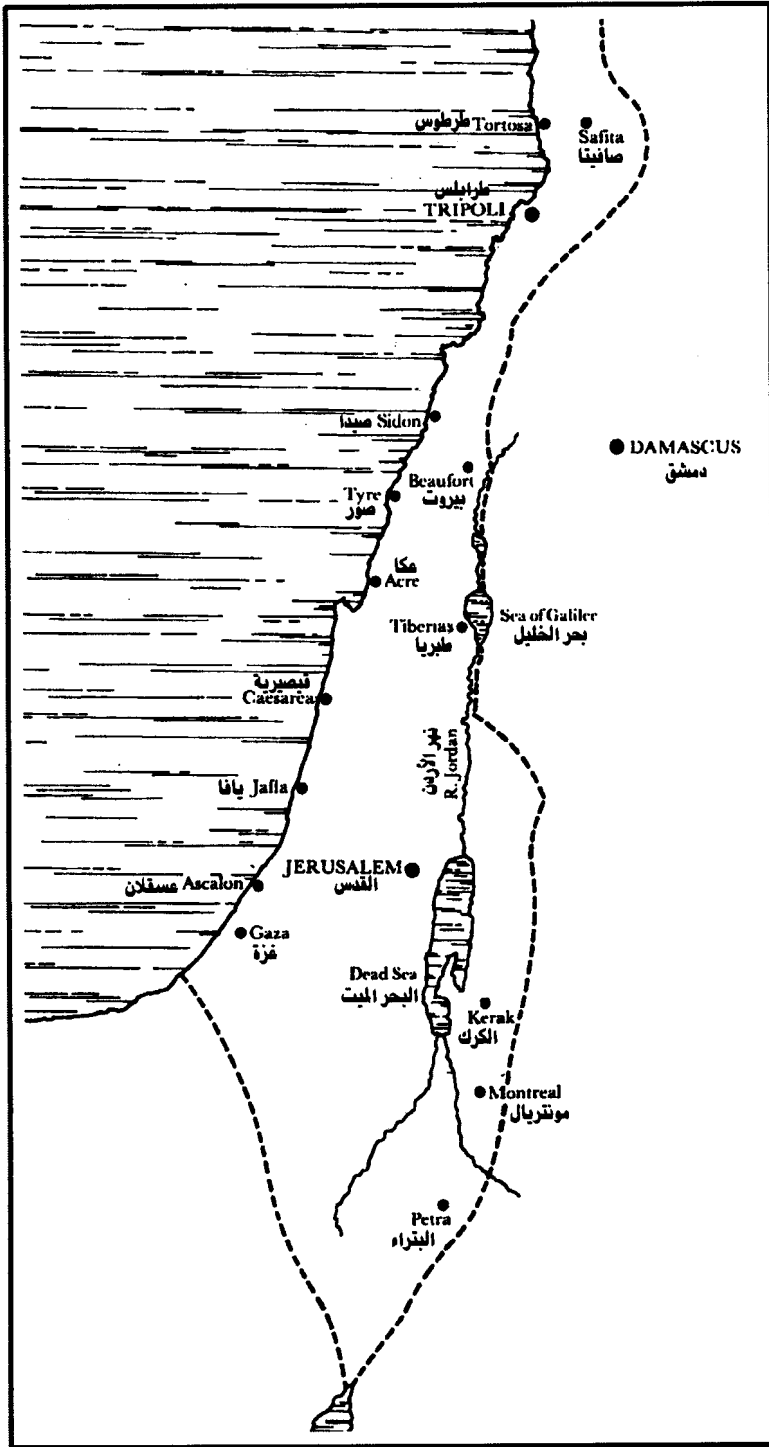 طرطوس Tortosa
Safita
صافيتا
طرابلس
TRIPOLI
صيدا Sidon
DAMASCUS
دمشق
Beaufort
بيروت
Tyre
صور
عكا
Acre
Sea of Galilee
بحر الخليل
Tiberias
طبريا
قيصيرية
Caesarea
نهر الأردن
R. Jordan
يافا Jaffa
JERUSALEM
القدس
عسقلان Ascalon
Gaza
غزة
Dead Sea
البحر الميت
Kerak
الكرك
Montreal
مونتريال
Petra
البتراء